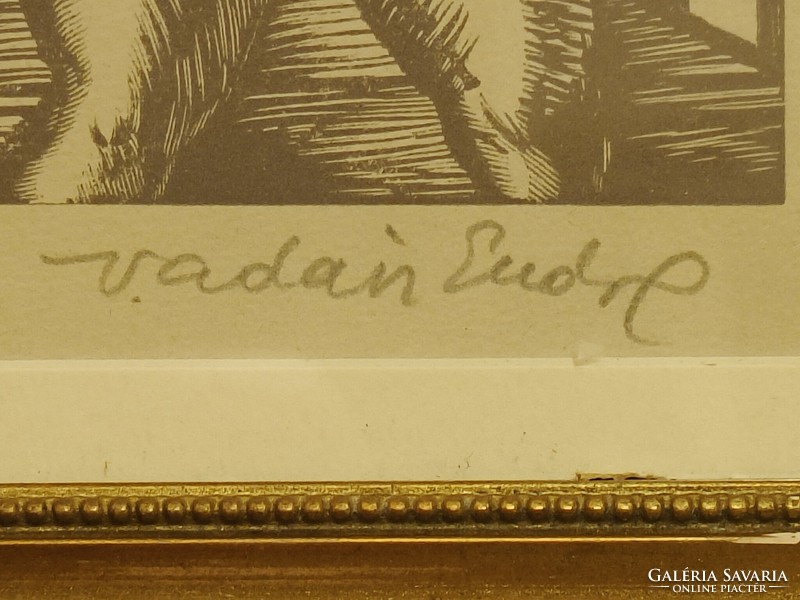 Vadász Endre
GALÉRIA SAVARIA
ONLINE PIACTÉR